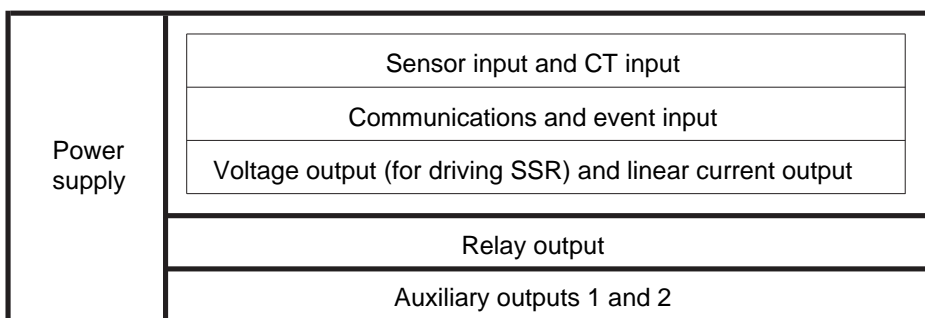 Power
supply
Sensor input and CT input
Communications and event input
Voltage output (for driving SSR) and linear current output
Relay output
Auxiliary outputs 1 and 2